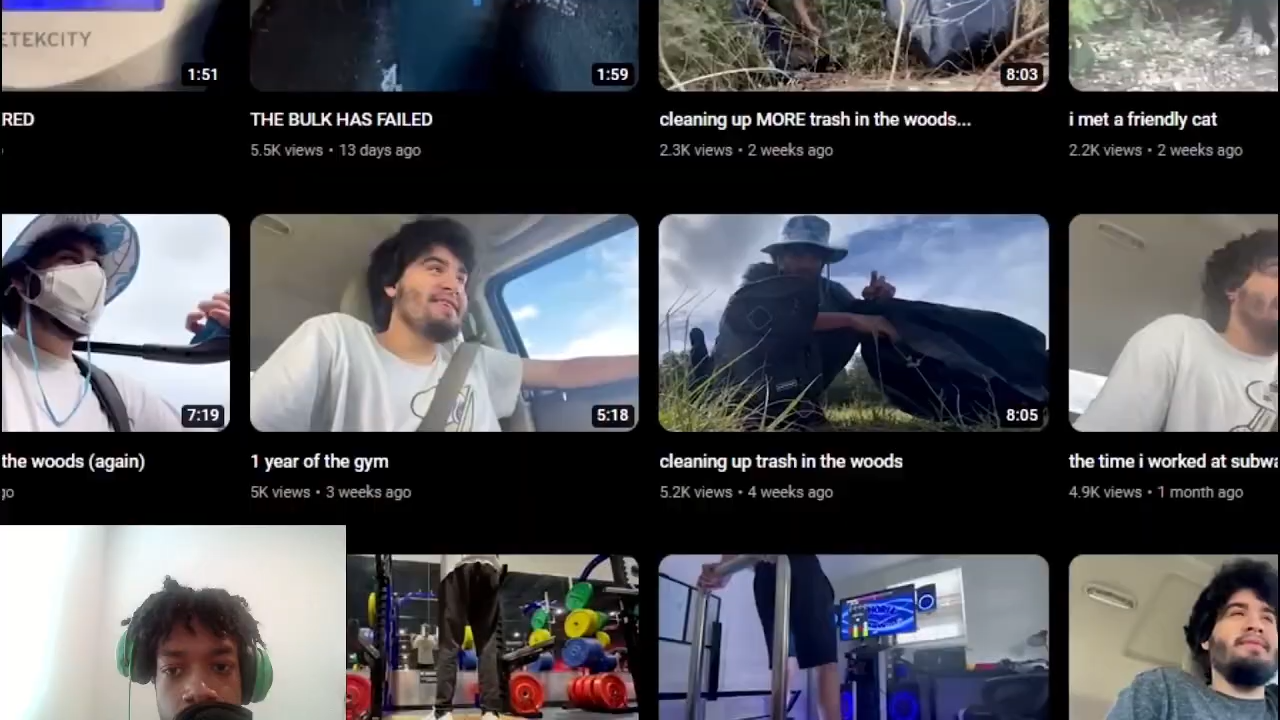 ETEKCITY
1:51
1:59
8:03
RED
THE BULK HAS FAILED
cleaning up MORE trash in the woods...
i met a friendly cat
5.5K views • 13 days ago
2.3K views • 2 weeks ago
2.2K views • 2 weeks ago
7:19
5:18
8:05
the woods (again)
1 year of the gym
cleaning up trash in the woods
the time i worked at subwa
go
5K views • 3 weeks ago
5.2K views • 4 weeks ago
4.9K views • 1 month ago